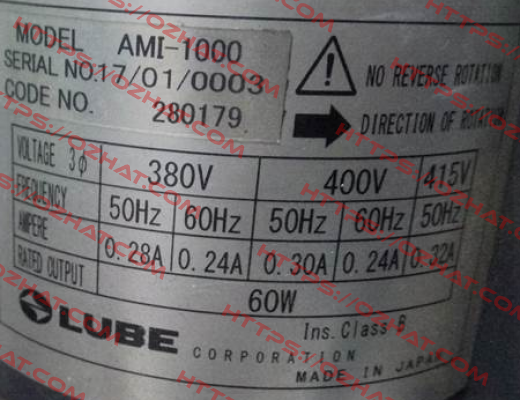 MODEL AMI-1000
SERIAL NO.17/01/0003
CODE NO. 280179
NO REVERSE ROTATION
DIRECTION OF ROTATION
VOLTAGE 3φ 380V 400V 415V
FREQUENCY 50Hz 60Hz 50Hz 60Hz 50Hz
AMPERE 0.28A 0.24A 0.30A 0.24A 0.32A
RATED OUTPUT 60W
LUBE Ins. Class B
CORPORATION
MADE IN JAPAN
HTTPS://OZHAT.COM